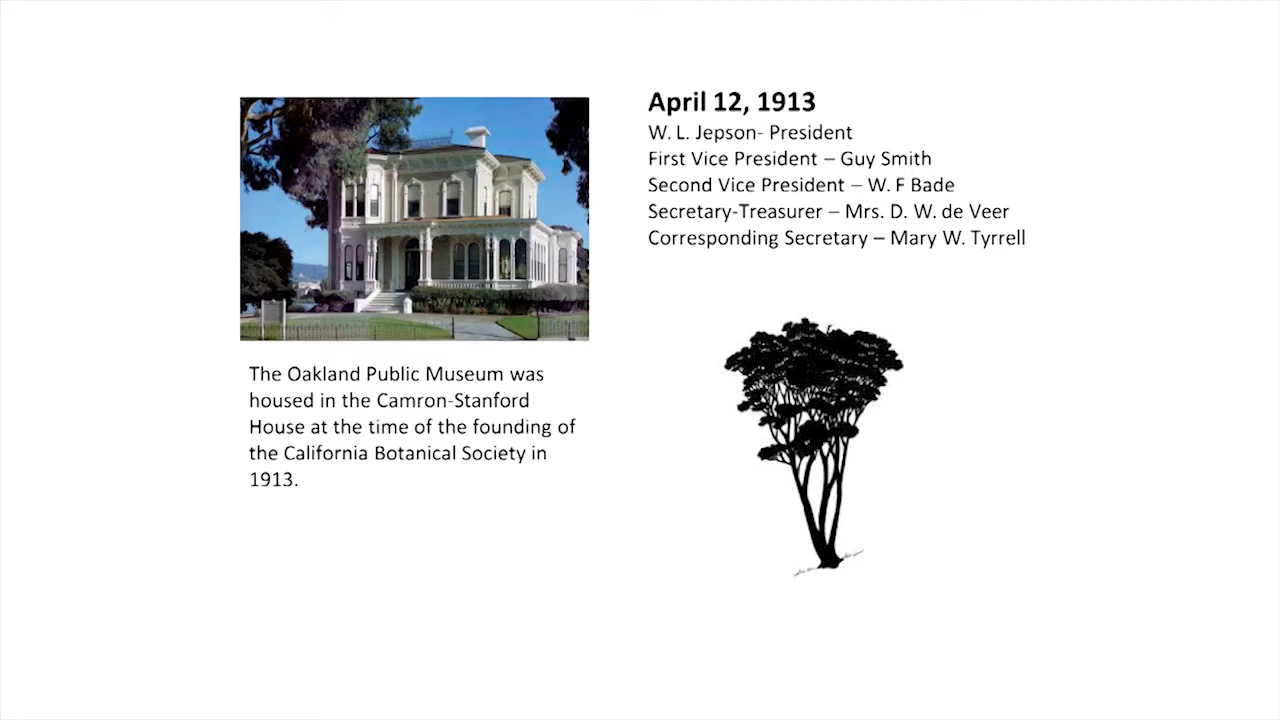 April 12, 1913
W. L. Jepson- President
First Vice President – Guy Smith
Second Vice President – W. F Bade
Secretary-Treasurer – Mrs. D. W. de Veer
Corresponding Secretary – Mary W. Tyrrell
The Oakland Public Museum was
housed in the Camron-Stanford
House at the time of the founding of
the California Botanical Society in
1913.